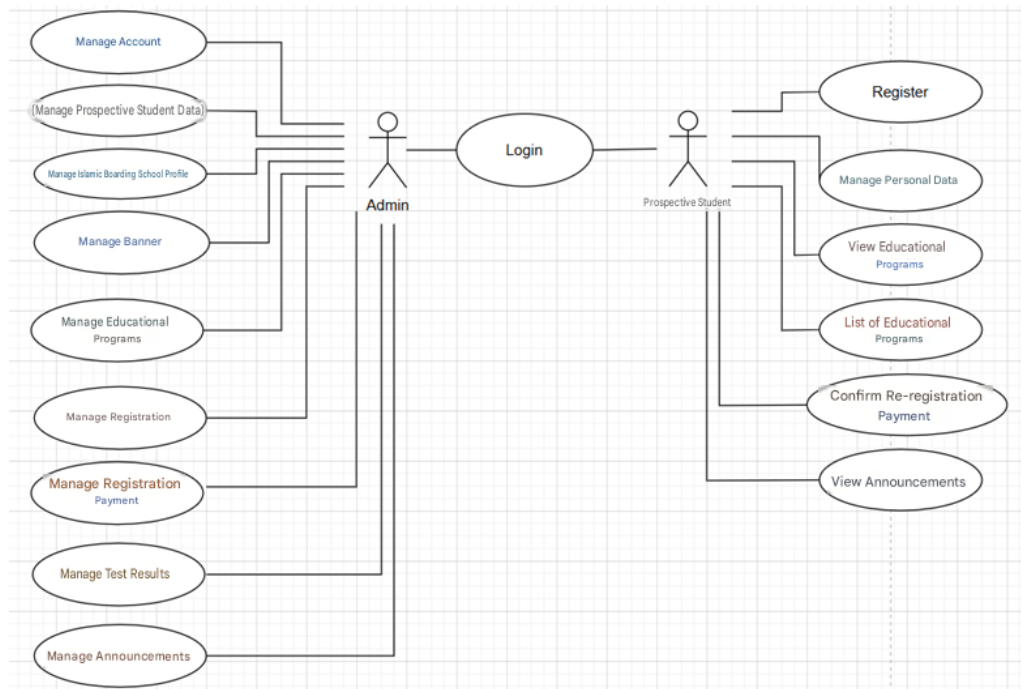 Manage Account
(Manage Prospective Student Data)
Manage Islamic Boarding School Profile
Manage Banner
Manage Educational
Programs
Manage Registration
Manage Registration
Payment
Manage Test Results
Manage Announcements
Admin
Login
Prospective Student
Register
Manage Personal Data
View Educational
Programs
List of Educational
Programs
Confirm Re-registration
Payment
View Announcements